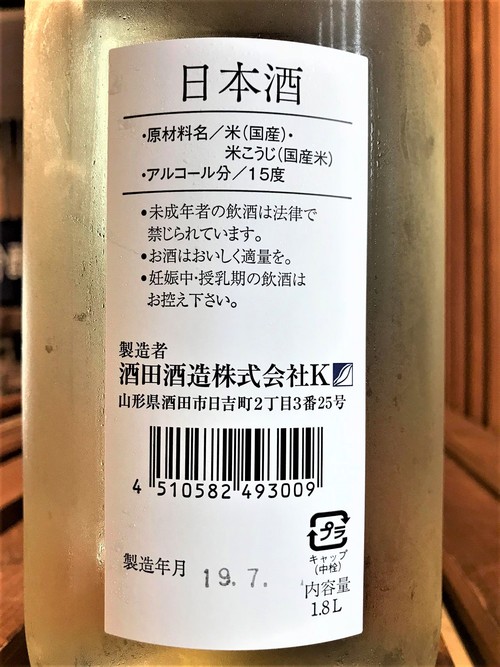 日本酒
・原材料名／米(国産)・
米こうじ(国産米)
・アルコール分／15度
●未成年者の飲酒は法律で
禁じられています。
●お酒はおいしく適量を。
●妊娠中・授乳期の飲酒は
お控え下さい。
製造者
酒田酒造株式会社K
山形県酒田市日吉町2丁目3番25号
4 510582 493009
プラ
キャップ
(中栓)
製造年月 19.7.
内容量
1.8L